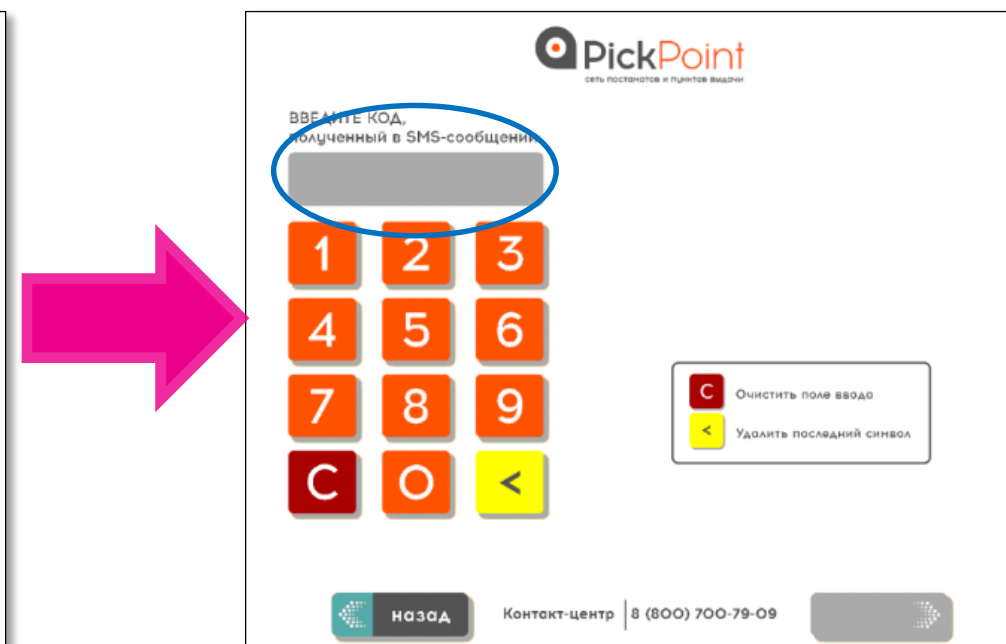 PickPoint
сеть постаматов и пунктов выдачи
ВВЕДИТЕ КОД,
полученный в SMS-сообщении
1 2 3
4 5 6
7 8 9
C 0 <
C Очистить поле ввода
< Удалить последний символ
назад
Контакт-центр 8 (800) 700-79-09